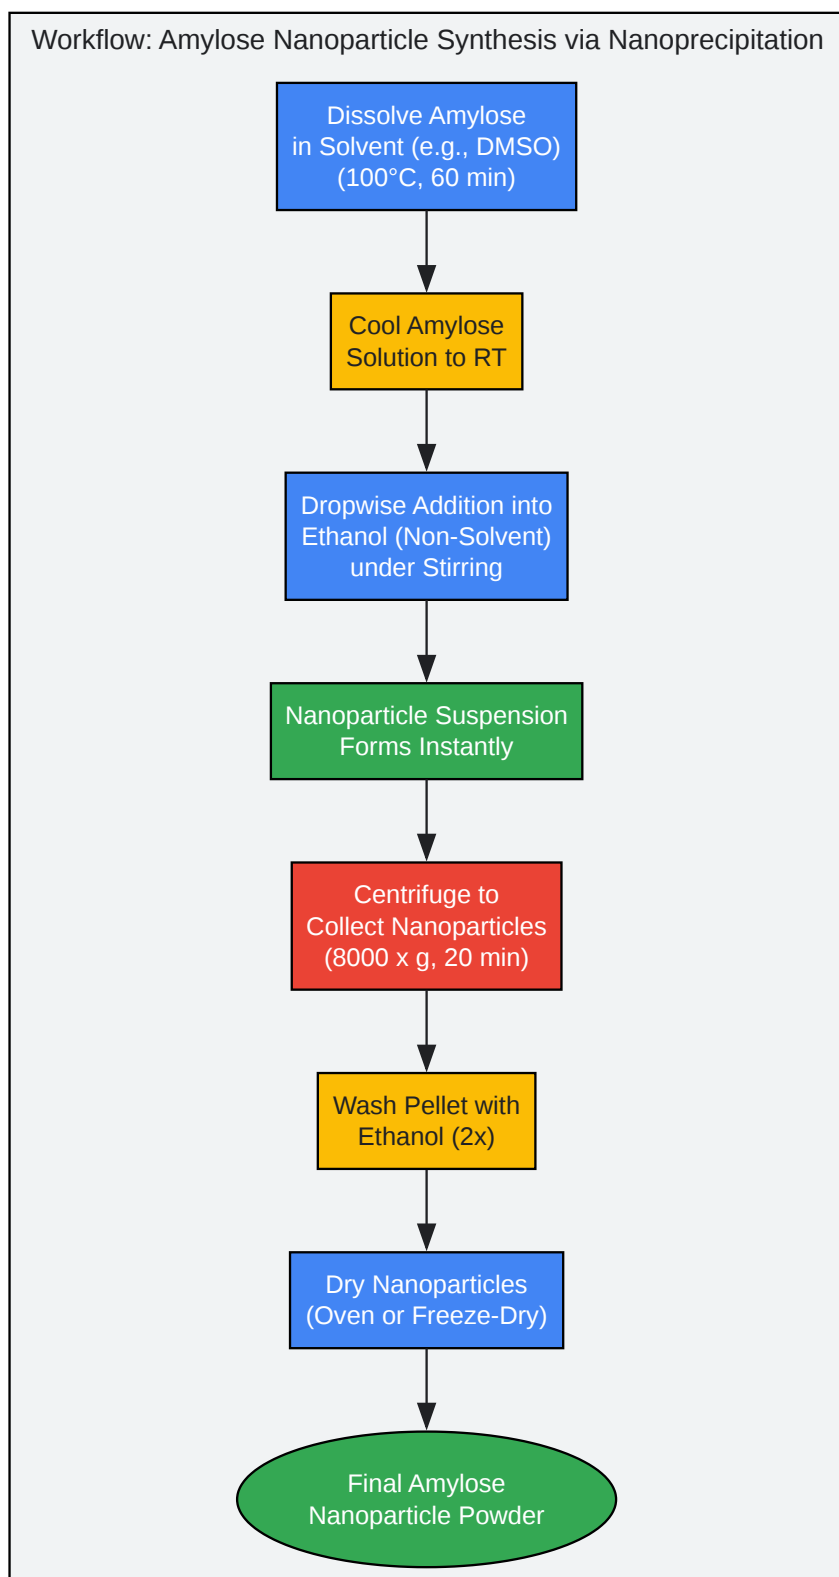 Workflow: Amylose Nanoparticle Synthesis via Nanoprecipitation
Dissolve Amylose
in Solvent (e.g., DMSO)
(100°C, 60 min)
Cool Amylose
Solution to RT
Dropwise Addition into
Ethanol (Non-Solvent)
under Stirring
Nanoparticle Suspension
Forms Instantly
Centrifuge to
Collect Nanoparticles
(8000 x g, 20 min)
Wash Pellet with
Ethanol (2x)
Dry Nanoparticles
(Oven or Freeze-Dry)
Final Amylose
Nanoparticle Powder